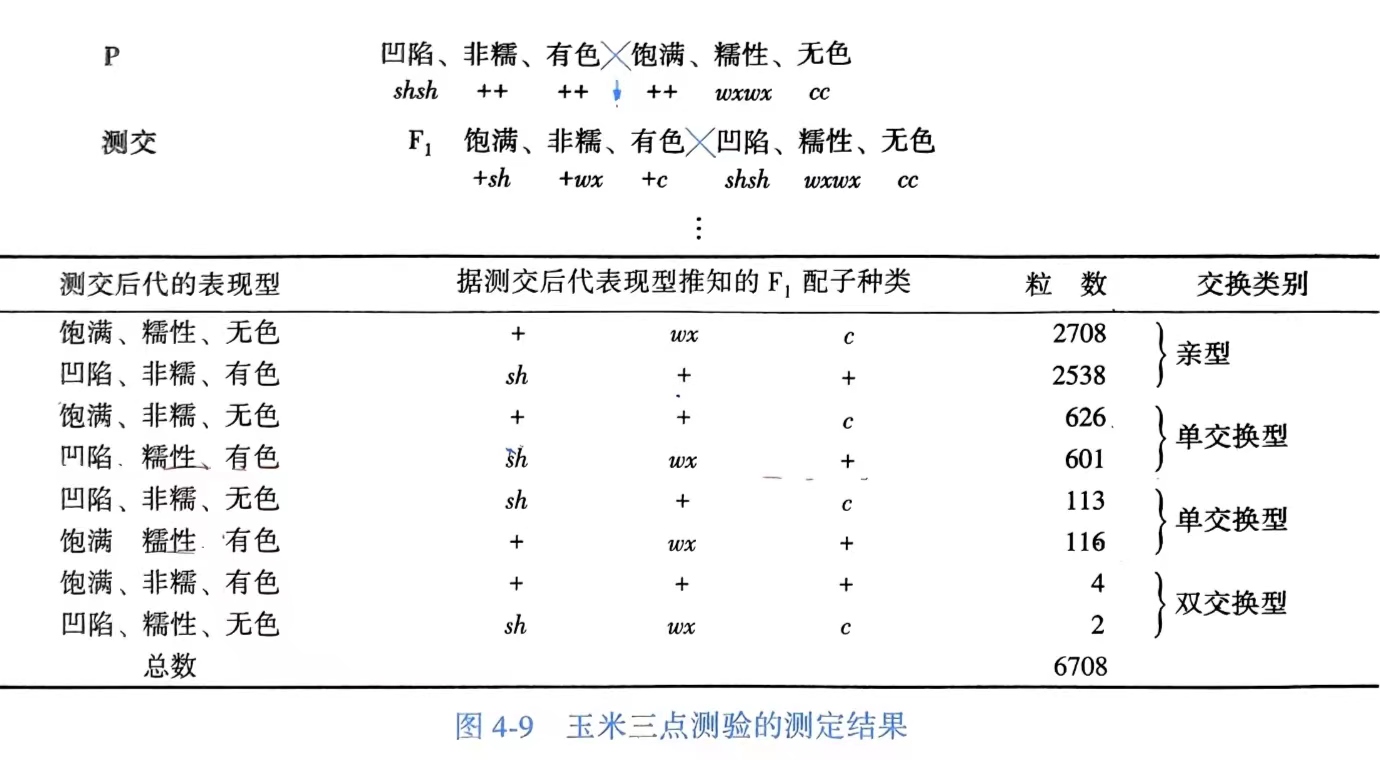 P 凹陷、非糯、有色×饱满、糯性、无色
shsh ++ ++ ++ wxwx cc
测交 F₁ 饱满、非糯、有色×凹陷、糯性、无色
+sh +wx +c shsh wxwx cc
⋮
测交后代的表现型 据测交后代表现型推知的 F₁ 配子种类 粒 数 交换类别
饱满、糯性、无色 + wx c 2708
亲型
凹陷、非糯、有色 sh + + 2538
饱满、非糯、无色 + + c 626
单交换型
凹陷、糯性、有色 sh wx + 601
凹陷、非糯、无色 sh + c 113
单交换型
饱满 糯性、有色 + wx + 116
饱满、非糯、有色 + + + 4
双交换型
凹陷、糯性、无色 sh wx c 2
总数 6708
图 4-9 玉米三点测验的测定结果